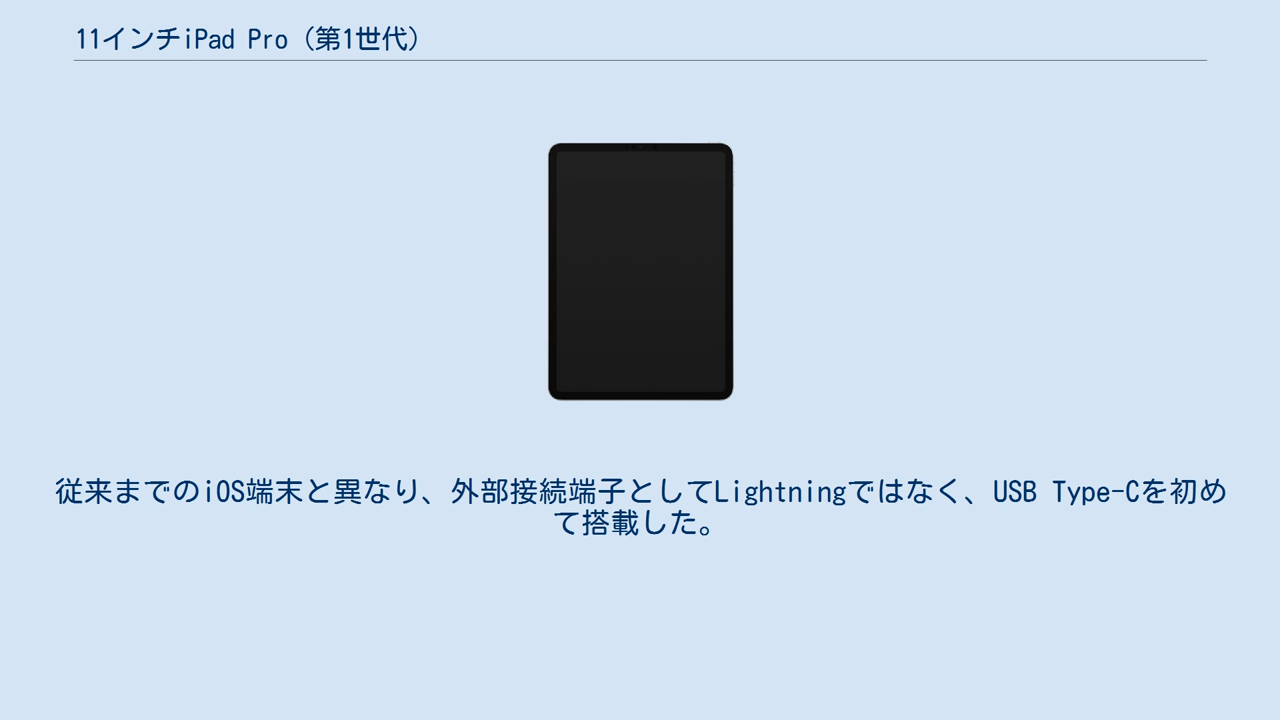 11インチiPad Pro（第1世代）
従来までのiOS端末と異なり、外部接続端子としてLightningではなく、USB Type-Cを初め
て搭載した。